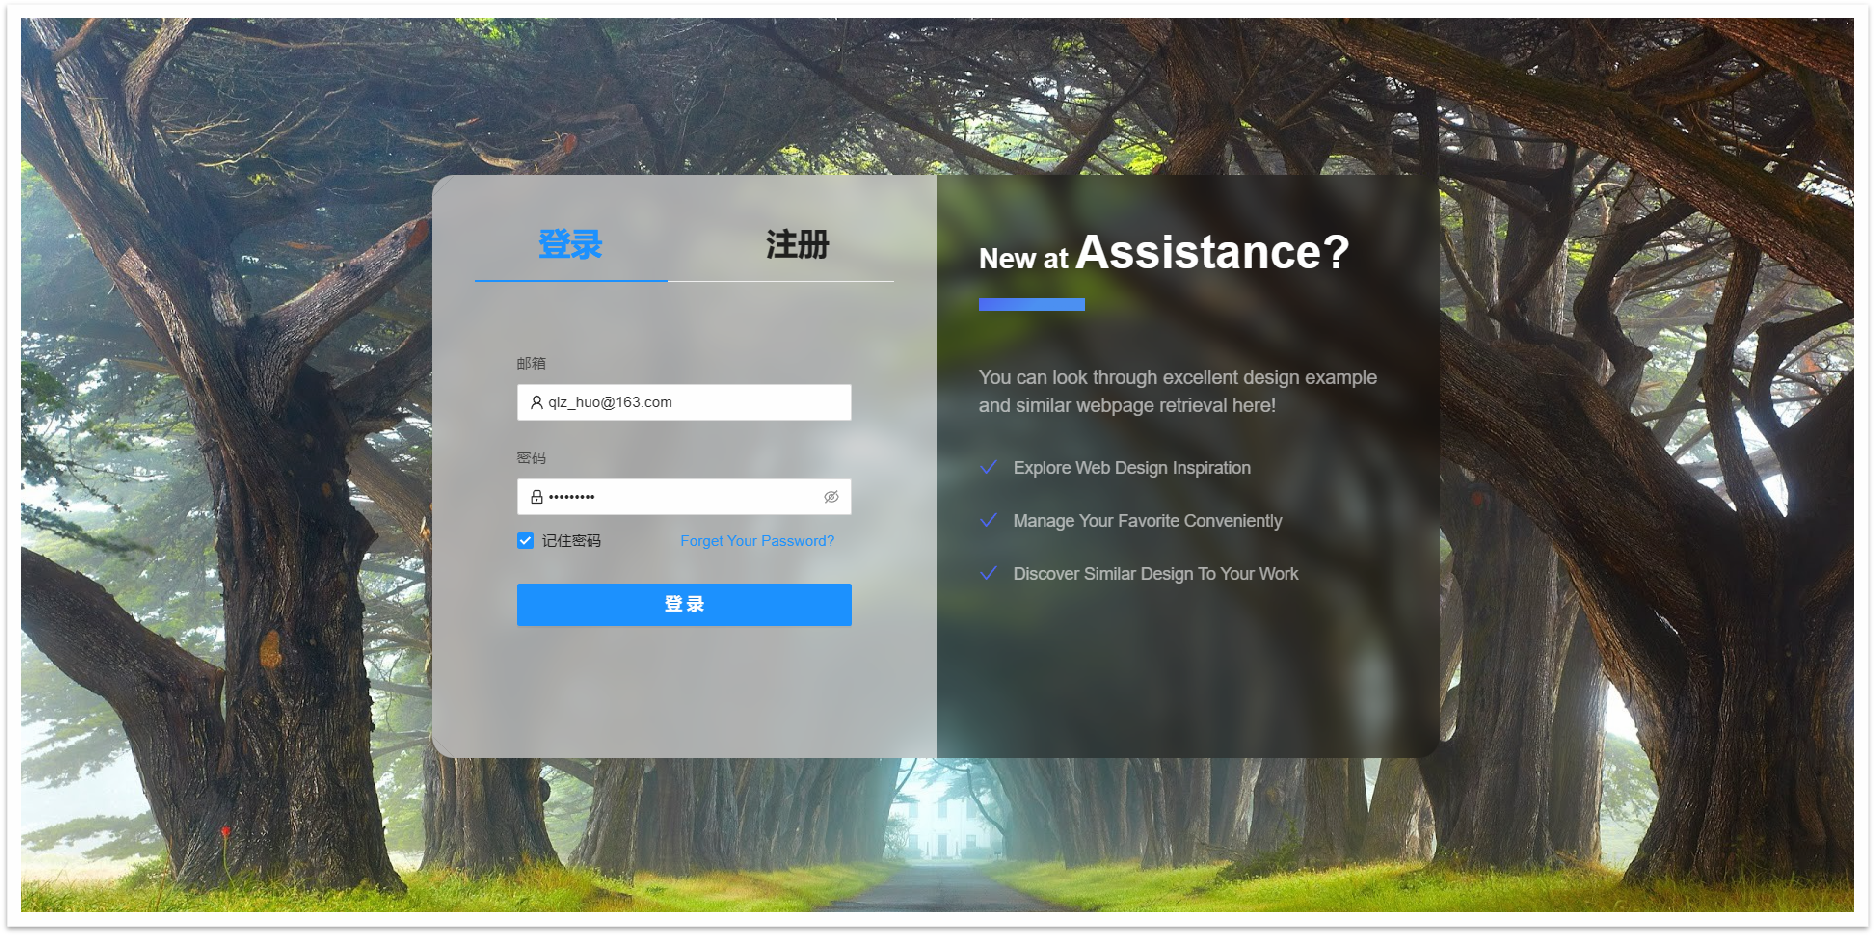 登录
注册
邮箱
qlz_huo@163.com
密码
•••••••••
记住密码
Forget Your Password?
登 录
New at Assistance?
You can look through excellent design example
and similar webpage retrieval here!
Explore Web Design Inspiration
Manage Your Favorite Conveniently
Discover Similar Design To Your Work